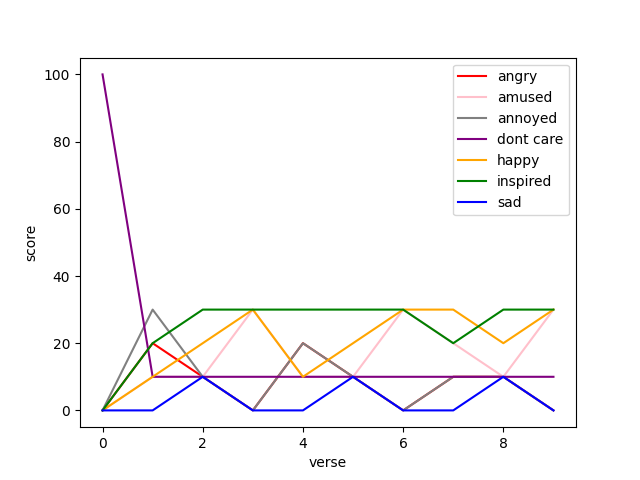 100
80
60
40
20
0
score
0 2 4 6 8
verse
angry
amused
annoyed
dont care
happy
inspired
sad